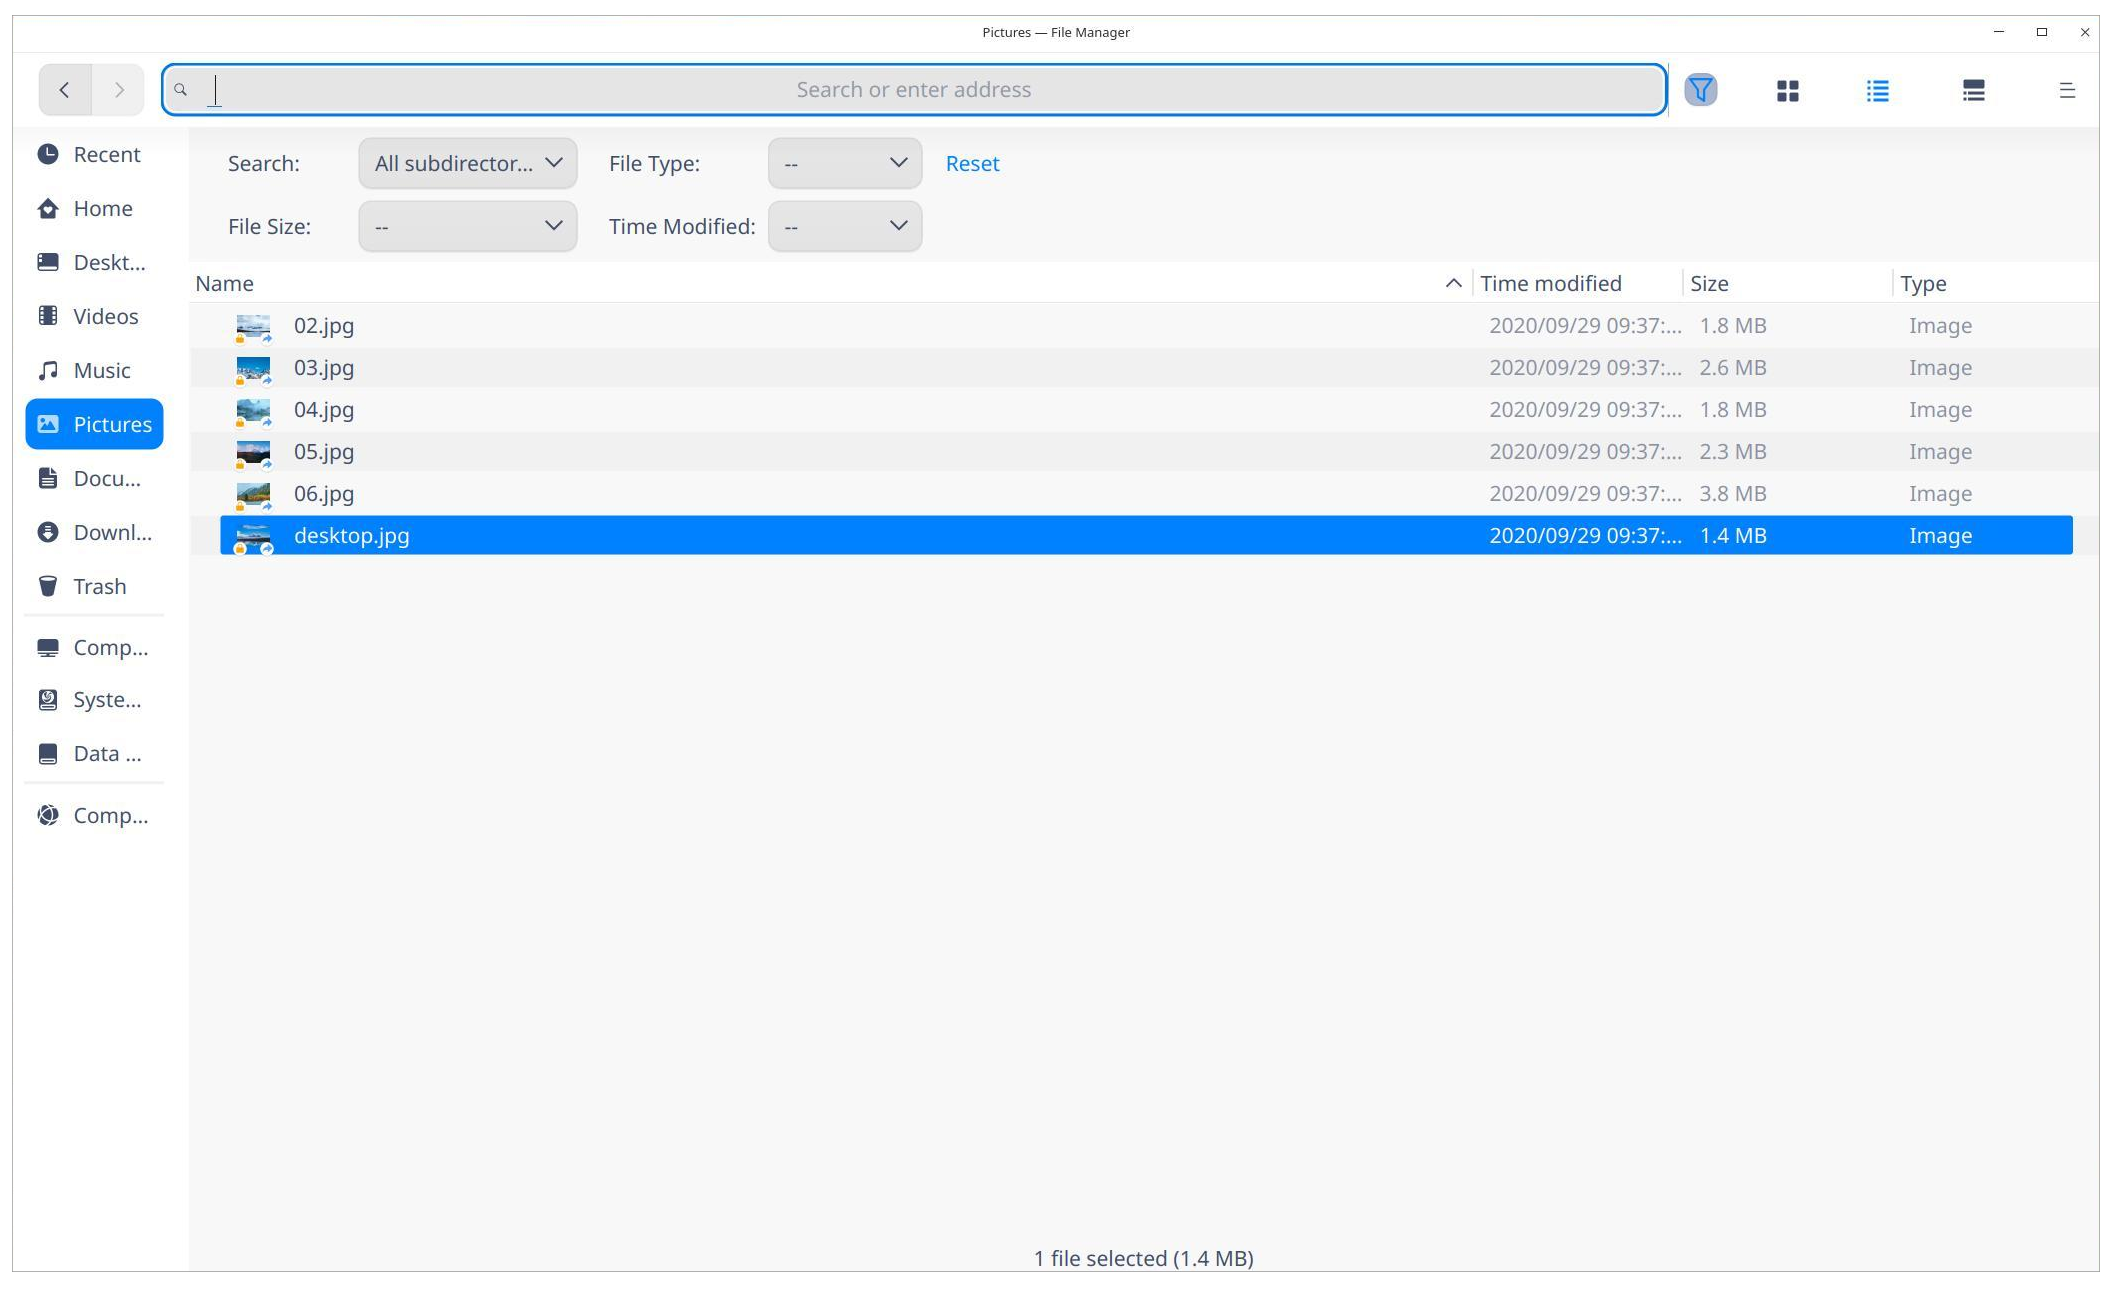 Pictures — File Manager
Search or enter address
Recent
Home
Deskt...
Videos
Music
Pictures
Docu...
Downl...
Trash
Comp...
Syste...
Data ...
Comp...
Search: All subdirector... File Type: -- Reset
File Size: -- Time Modified: --
Name Time modified Size Type
02.jpg 2020/09/29 09:37:... 1.8 MB Image
03.jpg 2020/09/29 09:37:... 2.6 MB Image
04.jpg 2020/09/29 09:37:... 1.8 MB Image
05.jpg 2020/09/29 09:37:... 2.3 MB Image
06.jpg 2020/09/29 09:37:... 3.8 MB Image
desktop.jpg 2020/09/29 09:37:... 1.4 MB Image
1 file selected (1.4 MB)